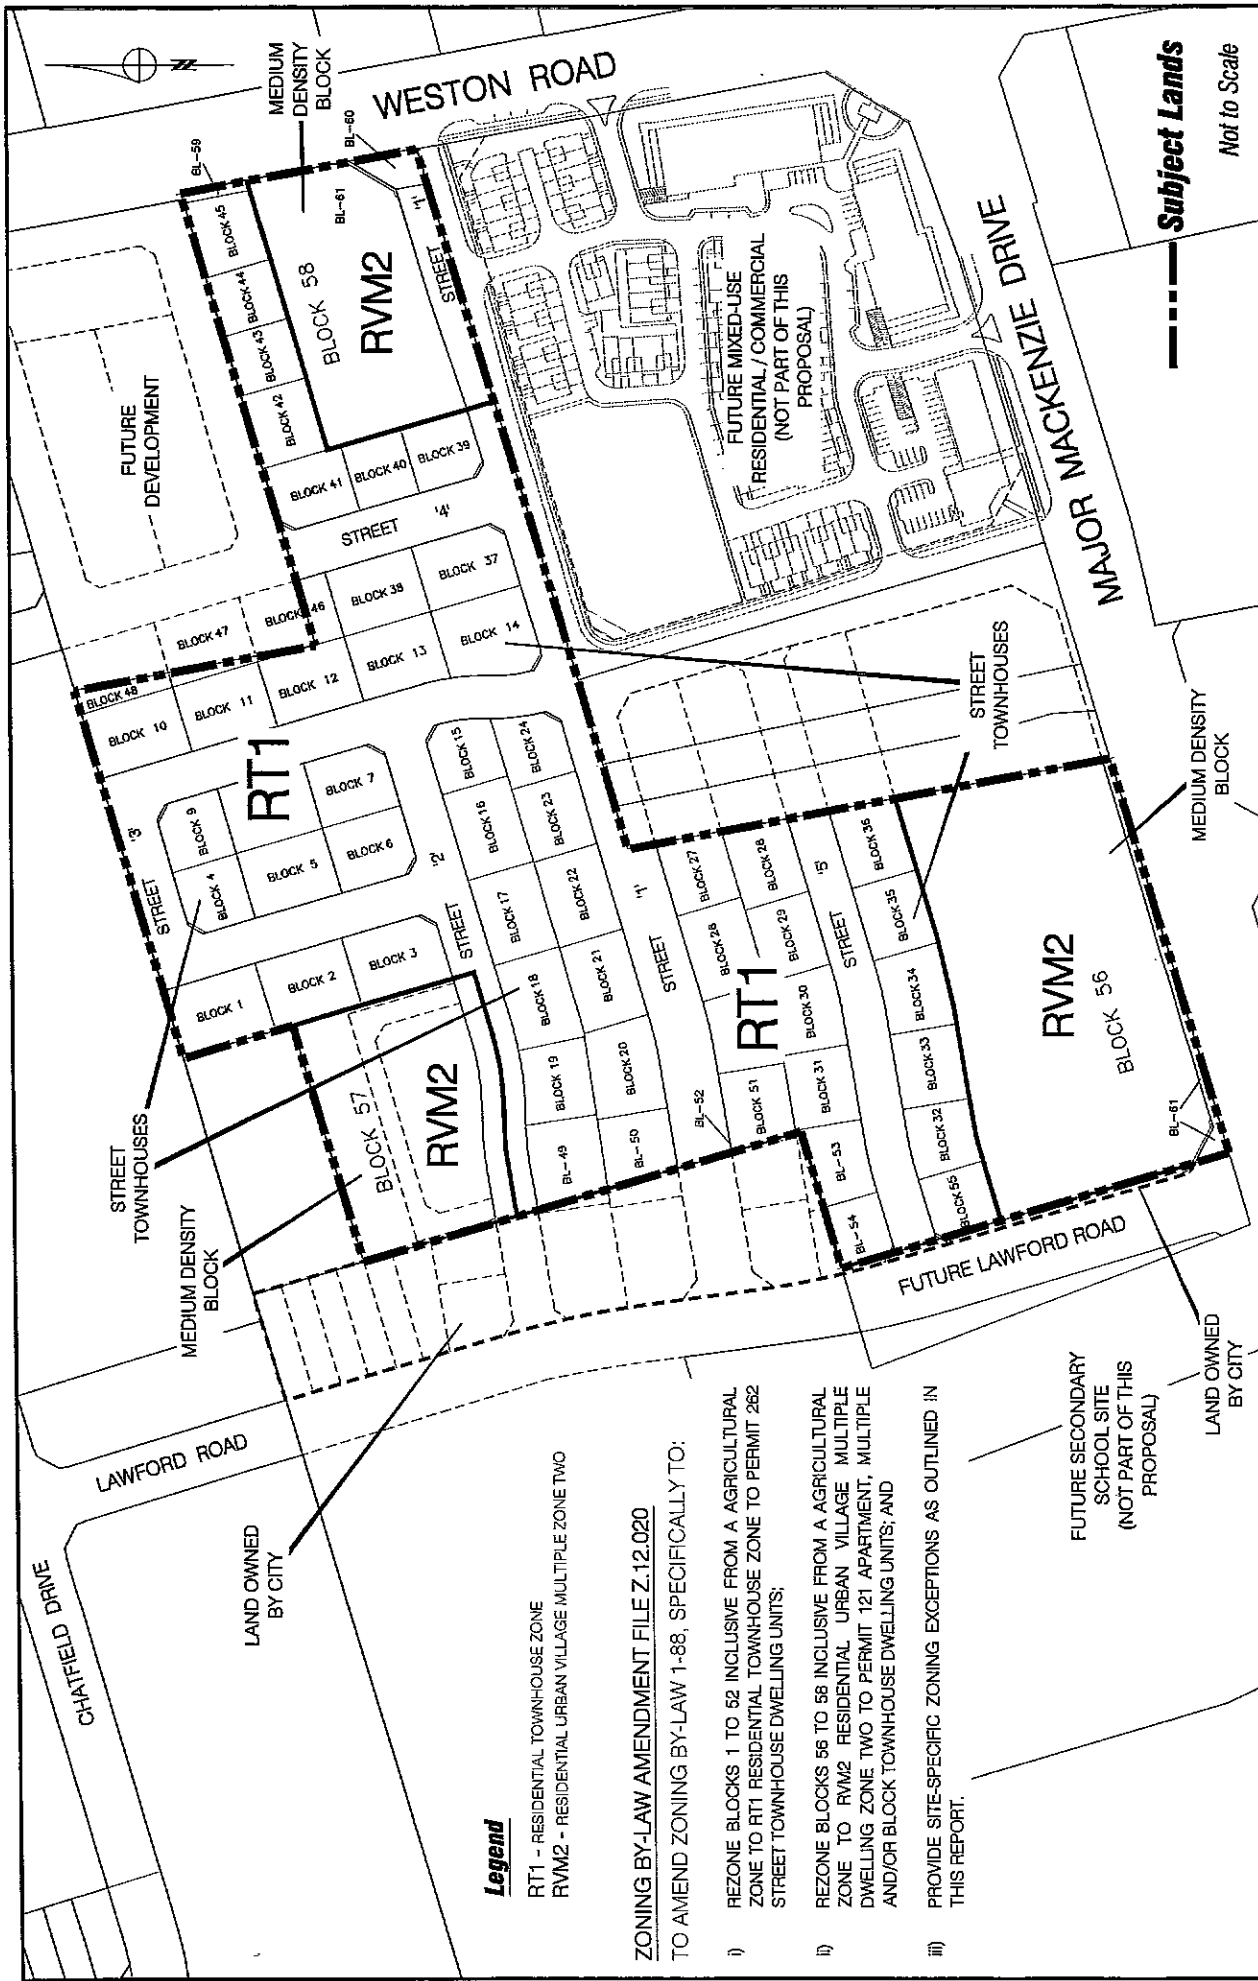 CHATFIELD DRIVE
LAWFORD ROAD
LAND OWNED
BY CITY
MEDIUM DENSITY
BLOCK
STREET
TOWNHOUSES
STREET '3'
BLOCK 1
BLOCK 2
BLOCK 3
BLOCK 4
BLOCK 9
BLOCK 5
BLOCK 6
BLOCK 7
RT1
BLOCK 48
BLOCK 10
BLOCK 11
BLOCK 12
BLOCK 13
BLOCK 14
BLOCK 47
BLOCK 46
BLOCK 38
BLOCK 37
FUTURE
DEVELOPMENT
STREET '4'
BLOCK 41
BLOCK 40
BLOCK 39
BLOCK 42
BLOCK 43
BLOCK 44
BLOCK 45
BL-59
MEDIUM
DENSITY
BLOCK
N
WESTON ROAD
BL-60
BL-61
BLOCK 58
RVM2
STREET '1'
BLOCK 57
RVM2
STREET '2'
BLOCK 15
BLOCK 16
BLOCK 17
BLOCK 18
BLOCK 19
BL-49
BLOCK 24
BLOCK 23
BLOCK 22
BLOCK 21
BLOCK 20
BL-50
STREET '1'
BL-52
BLOCK 51
BLOCK 26
BLOCK 27
RT1
BL-53
BLOCK 31
BLOCK 30
BLOCK 29
BLOCK 28
BL-54
STREET '5'
BLOCK 55
BLOCK 32
BLOCK 33
BLOCK 34
BLOCK 35
BLOCK 36
STREET
TOWNHOUSES
FUTURE MIXED-USE
RESIDENTIAL / COMMERCIAL
(NOT PART OF THIS
PROPOSAL)
RVM2
BLOCK 56
BL-61
FUTURE LAWFORD ROAD
MAJOR MACKENZIE DRIVE
MEDIUM DENSITY
BLOCK
LAND OWNED
BY CITY
FUTURE SECONDARY
SCHOOL SITE
(NOT PART OF THIS
PROPOSAL)
Legend
RT1 - RESIDENTIAL TOWNHOUSE ZONE
RVM2 - RESIDENTIAL URBAN VILLAGE MULTIPLE ZONE TWO
ZONING BY-LAW AMENDMENT FILE Z.12.020
TO AMEND ZONING BY-LAW 1-88, SPECIFICALLY TO:
i) REZONE BLOCKS 1 TO 52 INCLUSIVE FROM A AGRICULTURAL
ZONE TO RT1 RESIDENTIAL TOWNHOUSE ZONE TO PERMIT 262
STREET TOWNHOUSE DWELLING UNITS;
ii) REZONE BLOCKS 56 TO 58 INCLUSIVE FROM A AGRICULTURAL
ZONE TO RVM2 RESIDENTIAL URBAN VILLAGE MULTIPLE
DWELLING ZONE TWO TO PERMIT 121 APARTMENT, MULTIPLE
AND/OR BLOCK TOWNHOUSE DWELLING UNITS; AND
iii) PROVIDE SITE-SPECIFIC ZONING EXCEPTIONS AS OUTLINED IN
THIS REPORT.
Subject Lands
Not to Scale